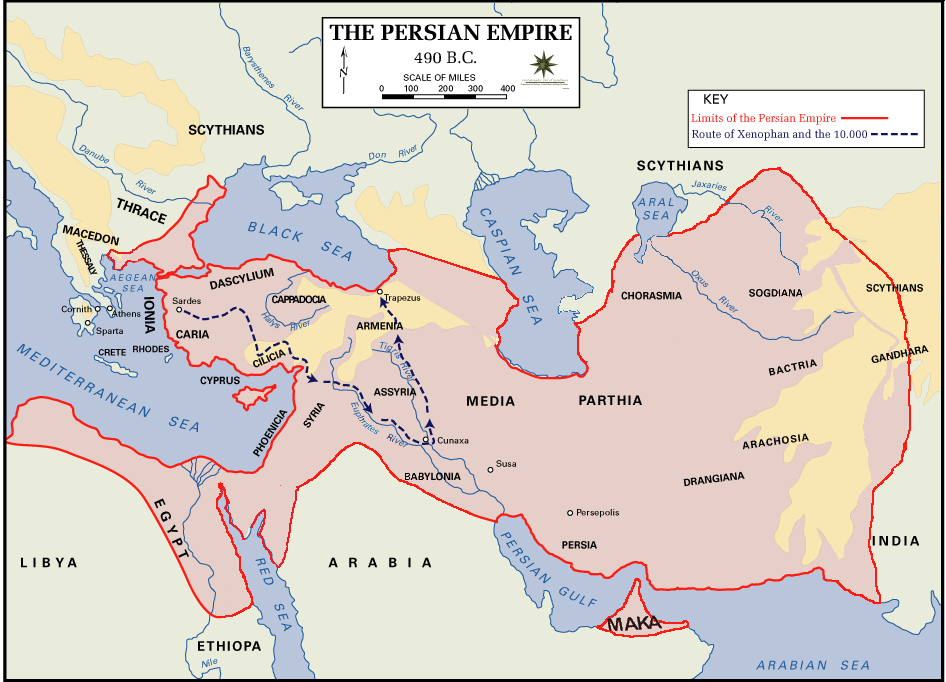 THE PERSIAN EMPIRE
490 B.C.
N
SCALE OF MILES
0 100 200 300 400
KEY
Limits of the Persian Empire
Route of Xenophan and the 10.000
Barysthenes River
SCYTHIANS
Danube River
Don River
SCYTHIANS
Jaxaries River
ARAL
SEA
THRACE
MACEDON
THESSALY
BLACK SEA
CASPIAN SEA
AEGEAN
SEA
DASCYLIUM
Oxus River
SCYTHIANS
CHORASMIA
SOGDIANA
IONIA
Sardes
CAPPADOCIA
Halys River
Trapezus
Cornith
Athens
Sparta
ARMENIA
CARIA
CRETE
RHODES
CILICIA
Tigris River
GANDHARA
BACTRIA
CYPRUS
MEDITERRANEAN SEA
ASSYRIA
MEDIA
PARTHIA
PHOENICIA
SYRIA
Euphrates River
Cunaxa
ARACHOSIA
Susa
BABYLONIA
DRANGIANA
EGYPT
Persepolis
PERSIA
INDIA
LIBYA
ARABIA
RED SEA
PERSIAN GULF
MAKA
ETHIOPA
Nile
ARABIAN SEA